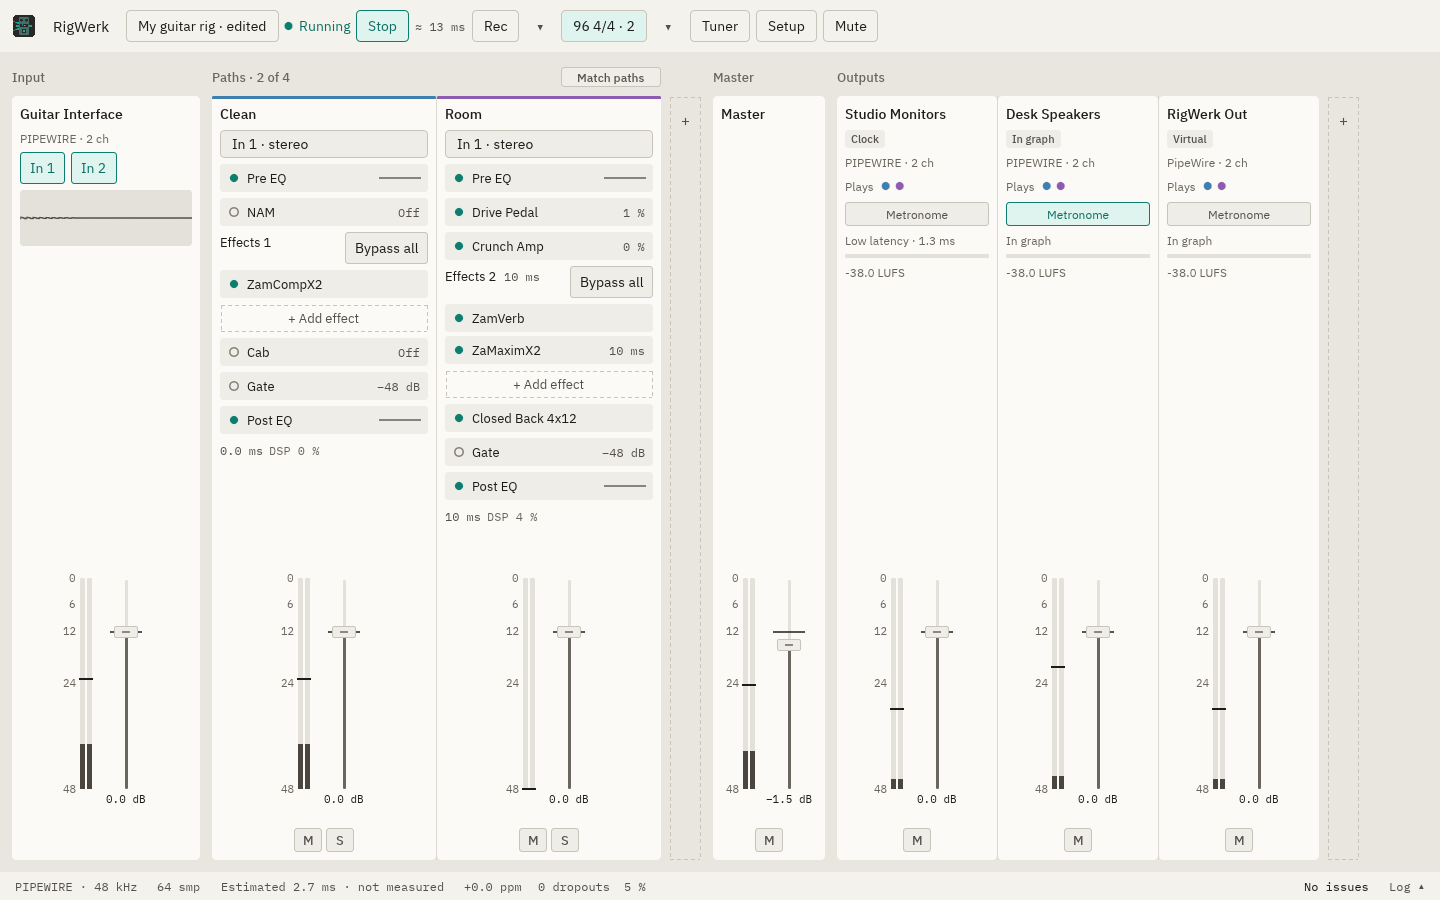 RigWerk
My guitar rig · edited
Running
Stop
≈ 13 ms
Rec
▾
96 4/4 · 2
▾
Tuner
Setup
Mute
Input
Paths · 2 of 4
Match paths
Master
Outputs
Guitar Interface
PIPEWIRE · 2 ch
In 1
In 2
0
6
12
24
48
0.0 dB
Clean
In 1 · stereo
Pre EQ
NAM Off
Effects 1
Bypass all
ZamCompX2
+ Add effect
Cab Off
Gate −48 dB
Post EQ
0.0 ms DSP 0 %
0
6
12
24
48
0.0 dB
M S
Room
In 1 · stereo
Pre EQ
Drive Pedal 1 %
Crunch Amp 0 %
Effects 2 10 ms
Bypass all
ZamVerb
ZaMaximX2 10 ms
+ Add effect
Closed Back 4x12
Gate −48 dB
Post EQ
10 ms DSP 4 %
0
6
12
24
48
0.0 dB
M S
+
Master
0
6
12
24
48
−1.5 dB
M
Studio Monitors
Clock
PIPEWIRE · 2 ch
Plays
Metronome
Low latency · 1.3 ms
-38.0 LUFS
0
6
12
24
48
0.0 dB
M
Desk Speakers
In graph
PIPEWIRE · 2 ch
Plays
Metronome
In graph
-38.0 LUFS
0
6
12
24
48
0.0 dB
M
RigWerk Out
Virtual
PipeWire · 2 ch
Plays
Metronome
In graph
-38.0 LUFS
0
6
12
24
48
0.0 dB
M
+
PIPEWIRE · 48 kHz 64 smp Estimated 2.7 ms · not measured +0.0 ppm 0 dropouts 5 %
No issues Log ▴